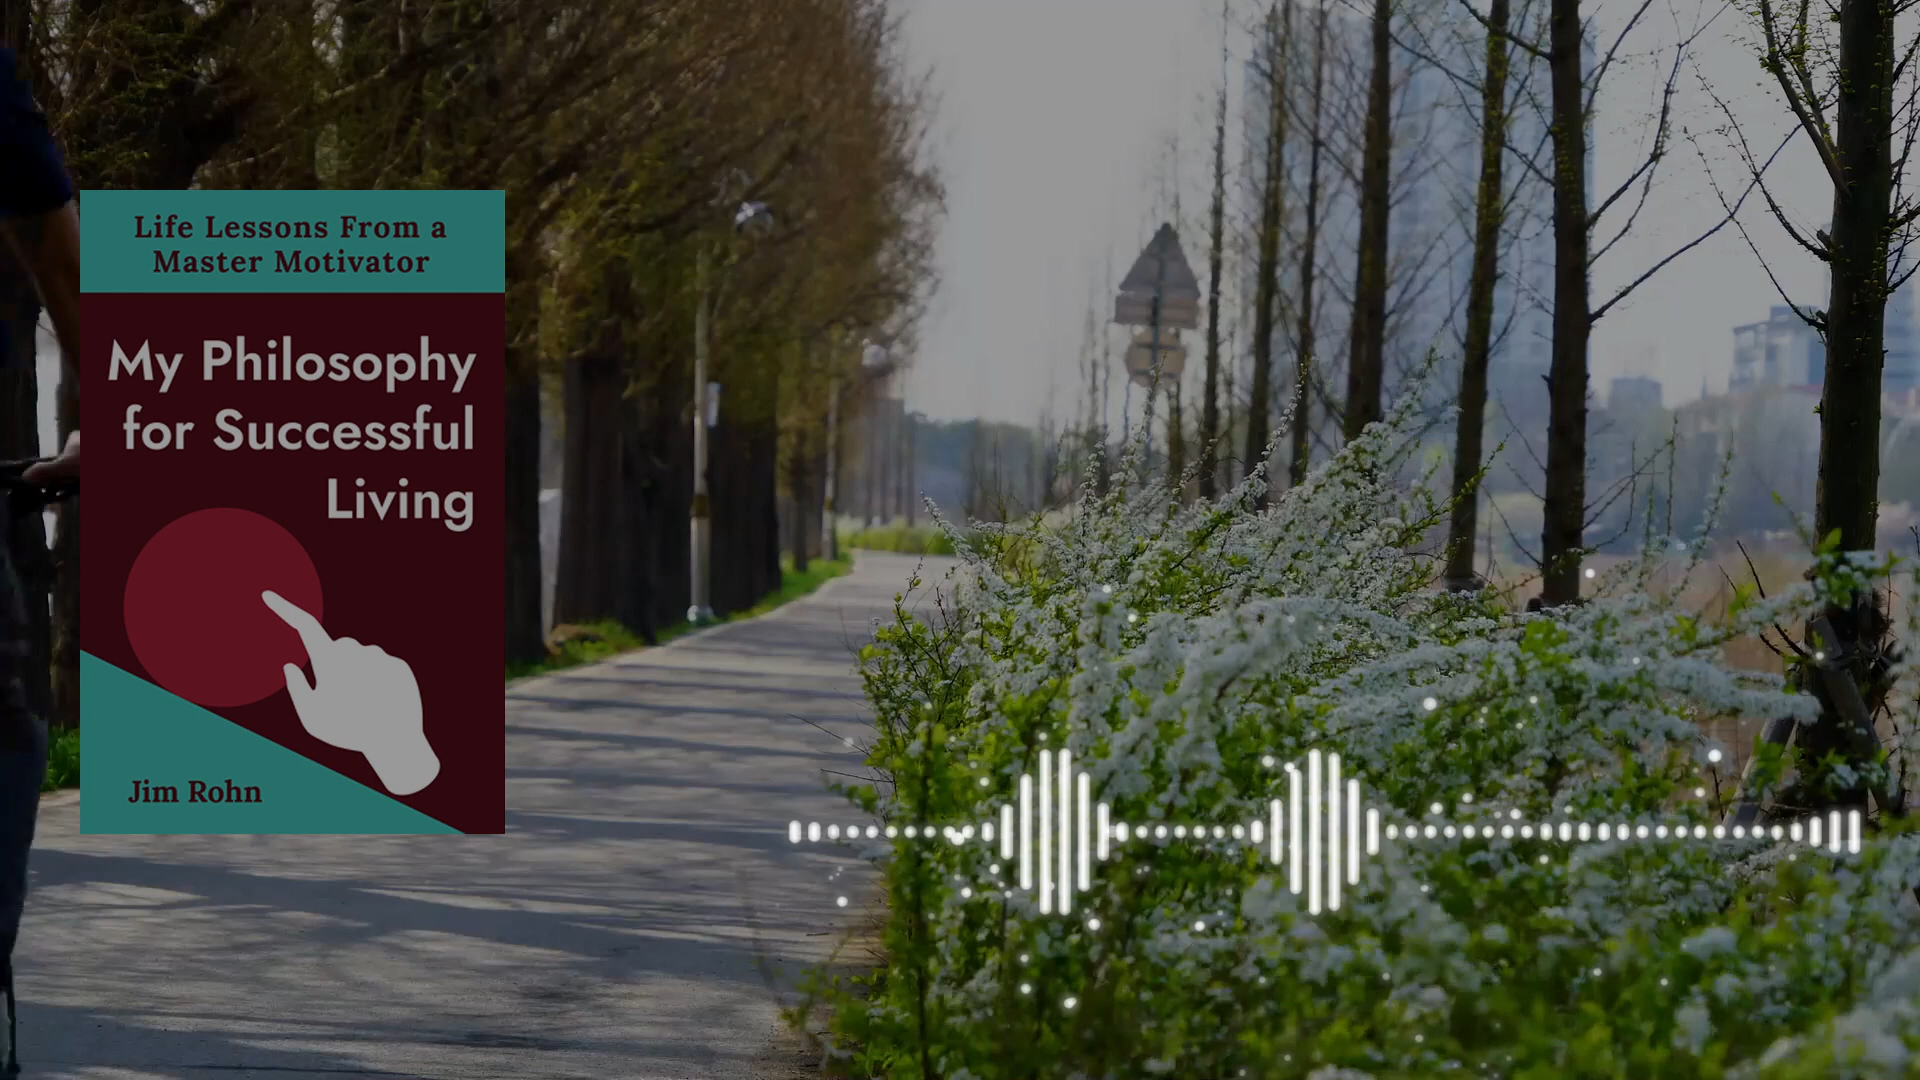 Life Lessons From a
Master Motivator
My Philosophy
for Successful
Living
Jim Rohn